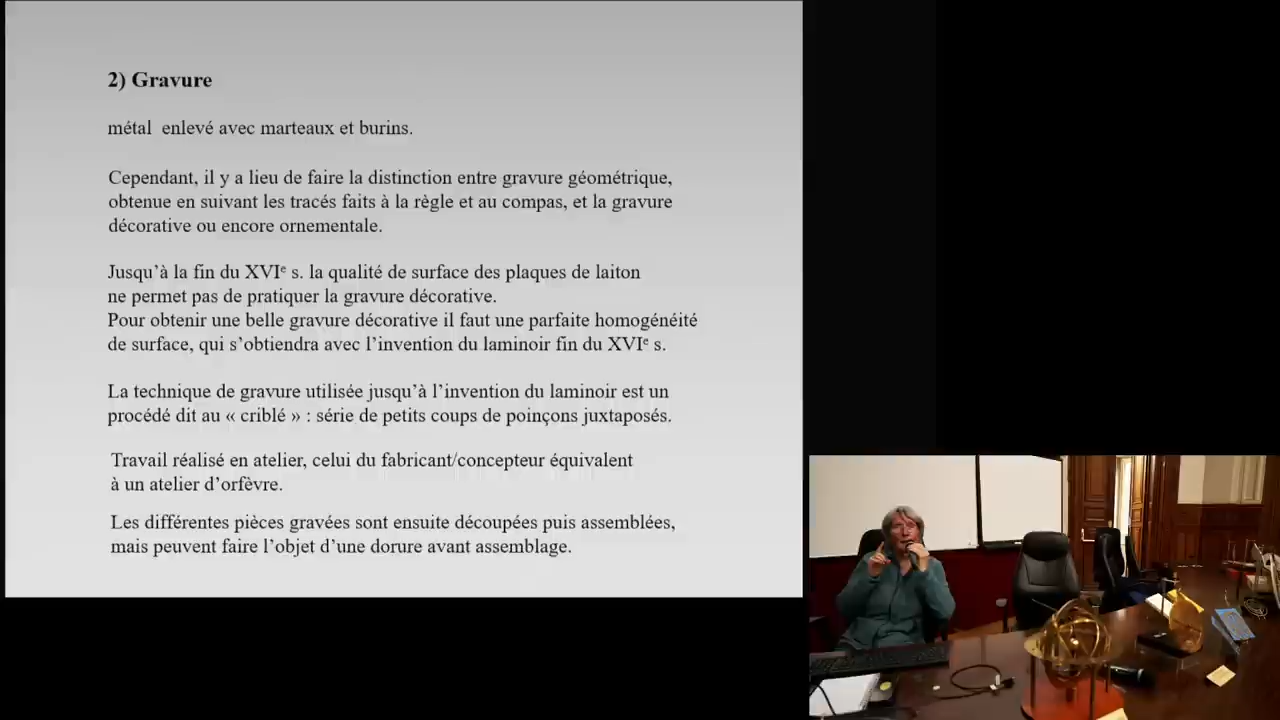 2) Gravure
métal  enlevé avec marteaux et burins.
Cependant, il y a lieu de faire la distinction entre gravure géométrique,
obtenue en suivant les tracés faits à la règle et au compas, et la gravure
décorative ou encore ornementale.
Jusqu’à la fin du XVIᵉ s. la qualité de surface des plaques de laiton
ne permet pas de pratiquer la gravure décorative.
Pour obtenir une belle gravure décorative il faut une parfaite homogénéité
de surface, qui s’obtiendra avec l’invention du laminoir fin du XVIᵉ s.
La technique de gravure utilisée jusqu’à l’invention du laminoir est un
procédé dit au « criblé » : série de petits coups de poinçons juxtaposés.
Travail réalisé en atelier, celui du fabricant/concepteur équivalent
à un atelier d’orfèvre.
Les différentes pièces gravées sont ensuite découpées puis assemblées,
mais peuvent faire l’objet d’une dorure avant assemblage.